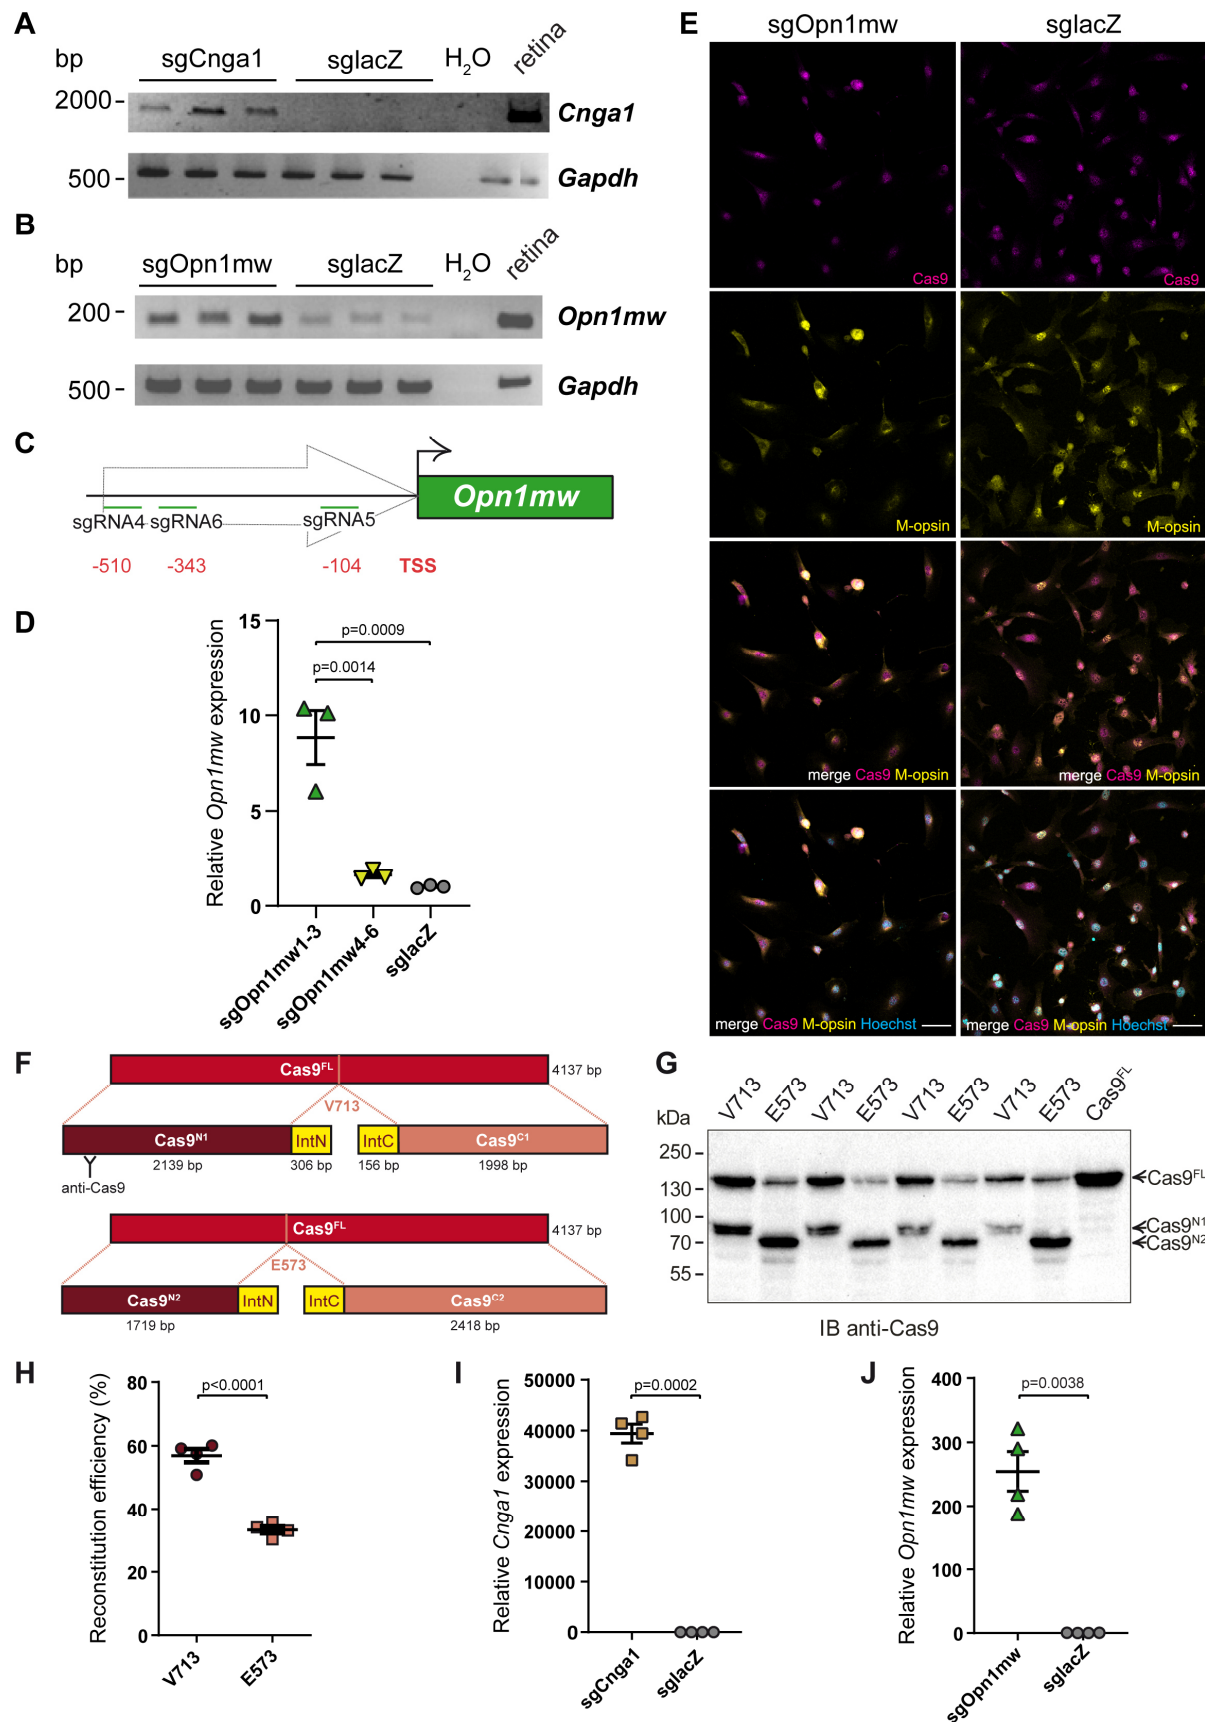 A
bp
sgCnga1
sglacZ
H2O
retina
2000
Cnga1
500
Gapdh
B
bp
sgOpn1mw
sglacZ
H2O
retina
200
Opn1mw
500
Gapdh
C
Opn1mw
sgRNA4 sgRNA6 sgRNA5
-510 -343 -104 TSS
D
Relative Opn1mw expression
15
10
5
0
p=0.0009
p=0.0014
sgOpn1mw1-3
sgOpn1mw4-6
sglacZ
E
sgOpn1mw sglacZ
Cas9 Cas9
M-opsin M-opsin
merge Cas9 M-opsin merge Cas9 M-opsin
merge Cas9 M-opsin Hoechst merge Cas9 M-opsin Hoechst
F
Cas9FL 4137 bp
V713
Cas9N1 IntN IntC Cas9C1
2139 bp 306 bp 156 bp 1998 bp
anti-Cas9
Cas9FL 4137 bp
E573
Cas9N2 IntN IntC Cas9C2
1719 bp 2418 bp
G
kDa
V713 E573 V713 E573 V713 E573 V713 E573 Cas9FL
250
130
100
70
55
Cas9FL
Cas9N1
Cas9N2
IB anti-Cas9
H
Reconstitution efficiency (%)
80
60
40
20
0
p<0.0001
V713
E573
I
Relative Cnga1 expression
50000
40000
30000
20000
10000
0
p=0.0002
sgCnga1
sglacZ
J
Relative Opn1mw expression
400
300
200
100
0
p=0.0038
sgOpn1mw
sglacZ